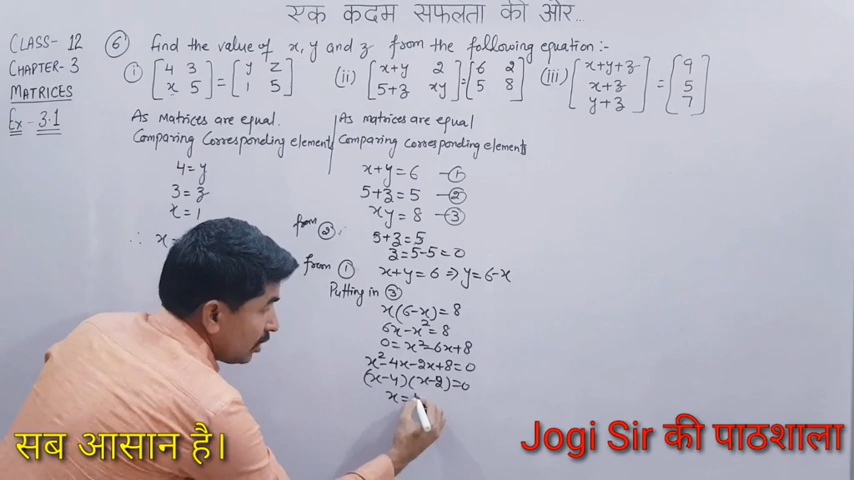 एक कदम सफलता की ओर...
CLASS- 12
CHAPTER- 3
MATRICES
Ex- 3.1
⑥ Find the value of x, y and z from the following equation :-
(i) [4 3; x 5] = [y z; 1 5] (ii) [x+y 2; 5+z xy] = [6 2; 5 8] (iii) [x+y+z; x+z; y+z] = [9; 5; 7]
As Matrices are equal.
Comparing Corresponding element
4=y
3=z
x=1
∴ x=
As matrices are equal
Comparing corresponding elements
x+y=6 —①
5+z=5 —②
xy=8 —③
from ②:
5+z=5
z=5-5=0
from ① x+y=6 ⇒ y=6-x
Putting in ③
x(6-x)=8
6x-x²=8
0=x²-6x+8
x²-4x-2x+8=0
(x-4)(x-2)=0
x=
सब आसान है।
Jogi Sir की पाठशाला